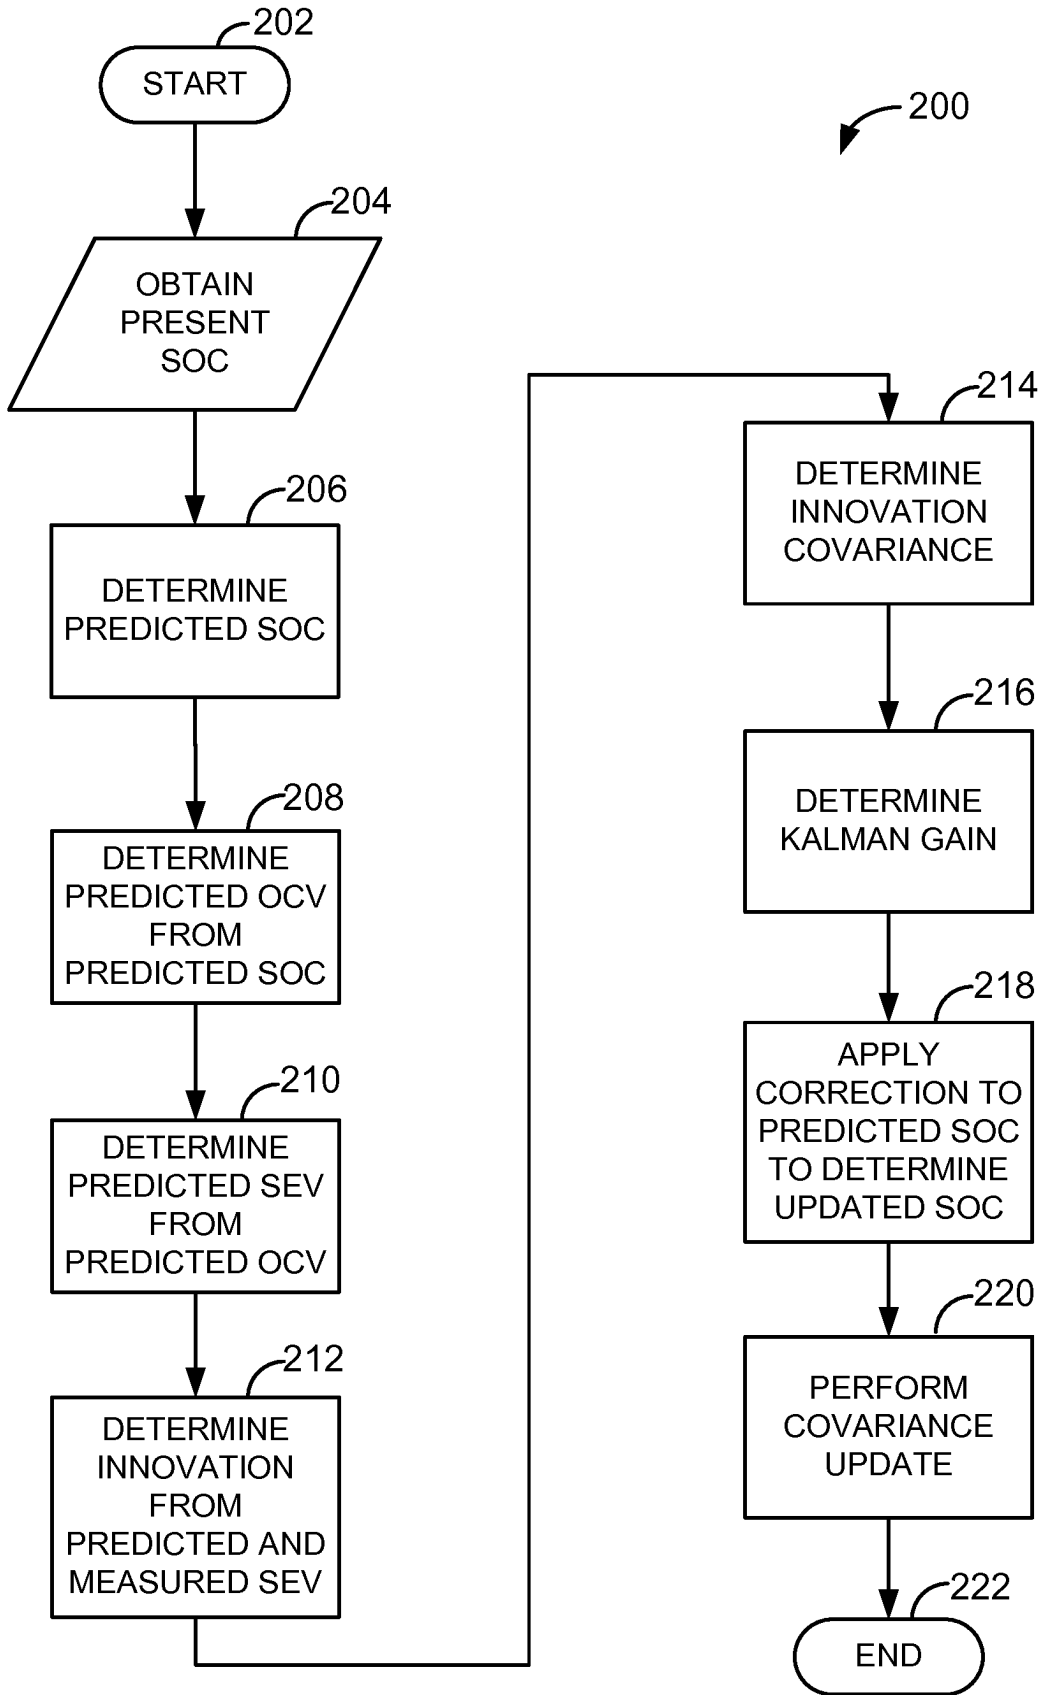 202
START
200
204
OBTAIN
PRESENT
SOC
206
DETERMINE
PREDICTED SOC
208
DETERMINE
PREDICTED OCV
FROM
PREDICTED SOC
210
DETERMINE
PREDICTED SEV
FROM
PREDICTED OCV
212
DETERMINE
INNOVATION
FROM
PREDICTED AND
MEASURED SEV
214
DETERMINE
INNOVATION
COVARIANCE
216
DETERMINE
KALMAN GAIN
218
APPLY
CORRECTION TO
PREDICTED SOC
TO DETERMINE
UPDATED SOC
220
PERFORM
COVARIANCE
UPDATE
222
END